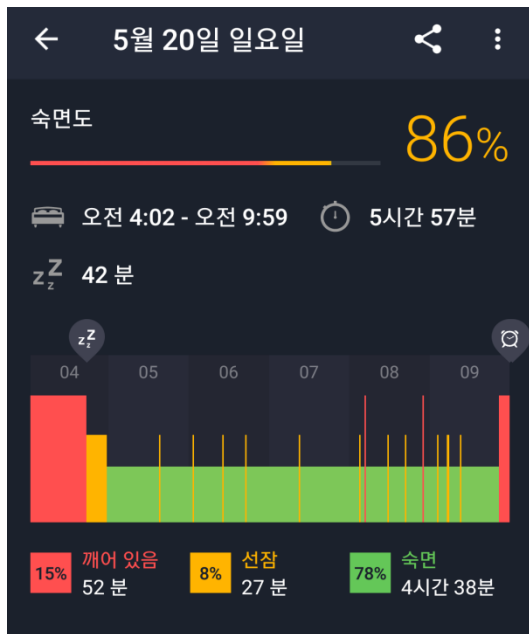 5월 20일 일요일
숙면도
86%
오전 4:02 - 오전 9:59 5시간 57분
zZz 42 분
zZz
04 05 06 07 08 09
깨어 있음 선잠 숙면
15% 52 분 8% 27 분 78% 4시간 38분